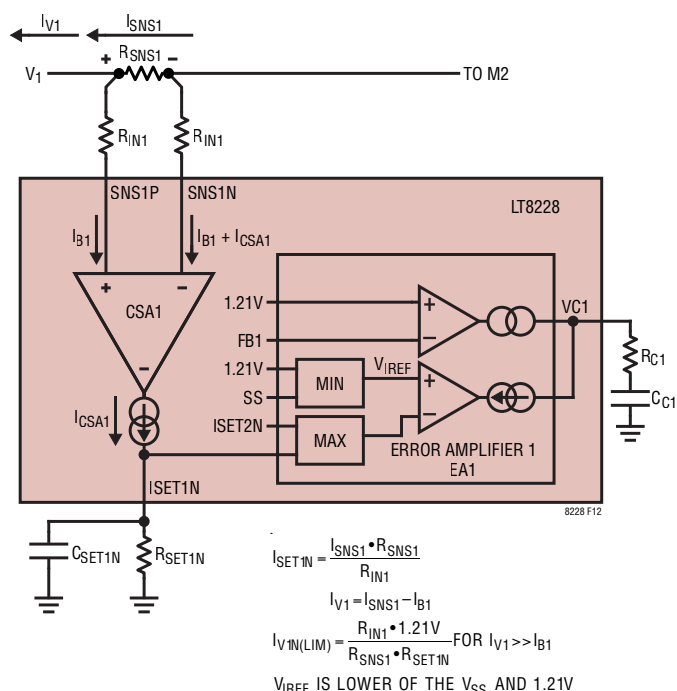 IV1 ISNS1
RSNS1
+ −
V1 TO M2
RIN1 RIN1
SNS1P SNS1N
LT8228
IB1 IB1 + ICSA1
+ −
CSA1
−
ICSA1
1.21V
FB1
1.21V
SS
ISET2N
MIN
MAX
VIREF
+
−
+
−
ERROR AMPLIFIER 1
EA1
VC1
RC1
CC1
ISET1N
8228 F12
CSET1N RSET1N
ISET1N = ISNS1•RSNS1 / RIN1
IV1 = ISNS1 − IB1
IV1N(LIM) = RIN1•1.21V / RSNS1•RSET1N FOR IV1>>IB1
VIREF IS LOWER OF THE VSS AND 1.21V